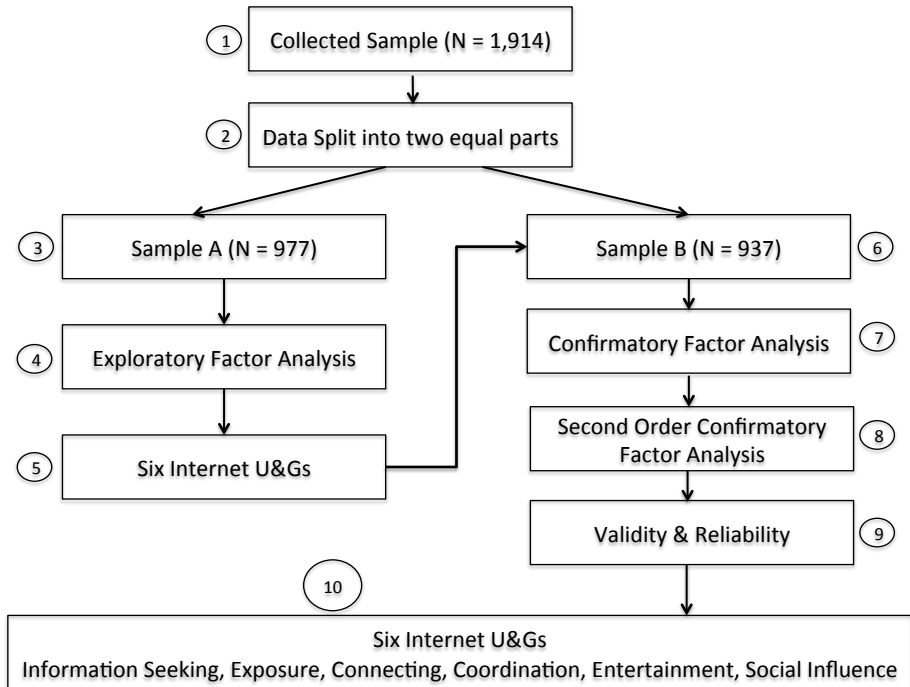 1
Collected Sample (N = 1,914)
2
Data Split into two equal parts
3
Sample A (N = 977)
4
Exploratory Factor Analysis
5
Six Internet U&Gs
Sample B (N = 937)
6
Confirmatory Factor Analysis
7
Second Order Confirmatory
Factor Analysis
8
Validity & Reliability
9
10
Six Internet U&Gs
Information Seeking, Exposure, Connecting, Coordination, Entertainment, Social Influence